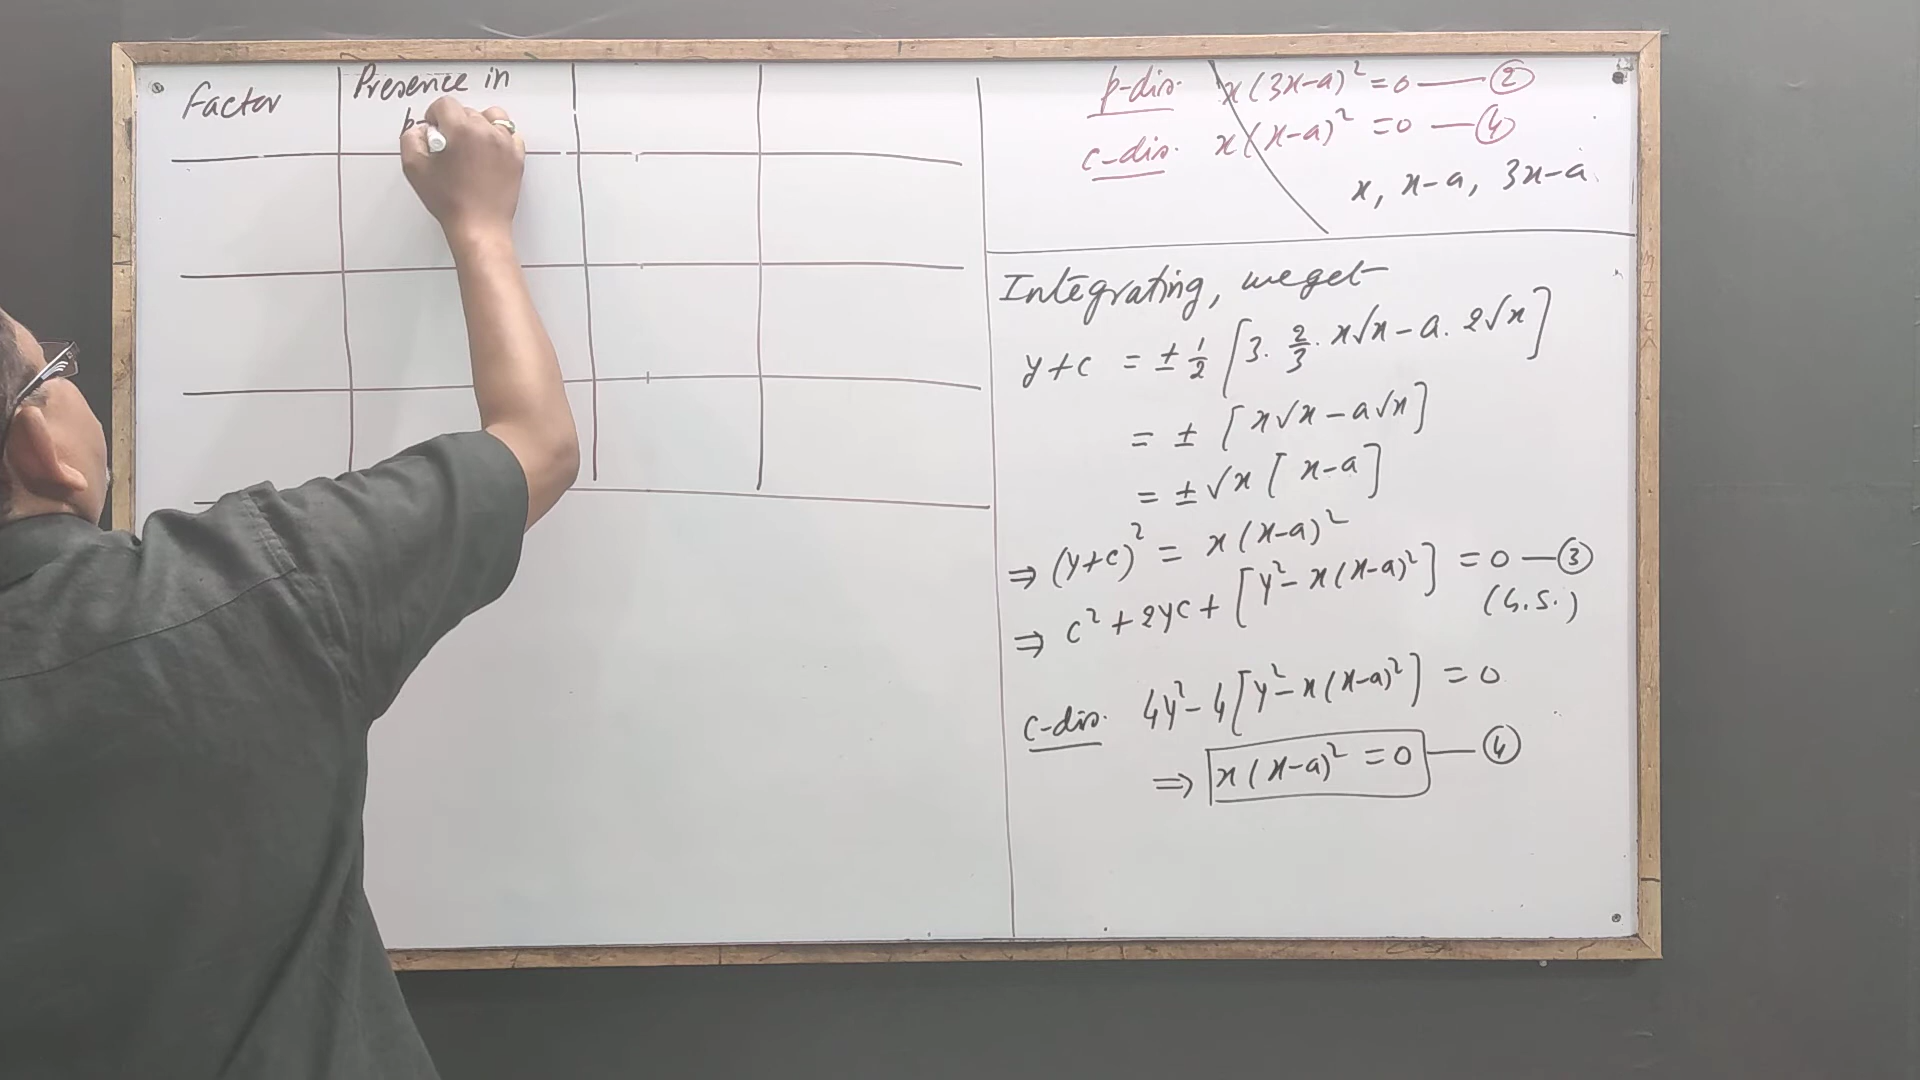 Factor
Presence in
p-
p-dis. x(3x-a)² = 0 — ②
c-dis. x(x-a)² = 0 — ④
x, x-a, 3x-a
Integrating, we get
y+c = ± 1/2 [3. 2/3. x√x - a. 2√x]
= ± [x√x - a√x]
= ± √x [x-a]
⇒ (y+c)² = x(x-a)²
⇒ c² + 2yc + [y² - x(x-a)²] = 0 — ③
(G.S.)
c-dis. 4y² - 4[y² - x(x-a)²] = 0
⇒ x(x-a)² = 0 — ④